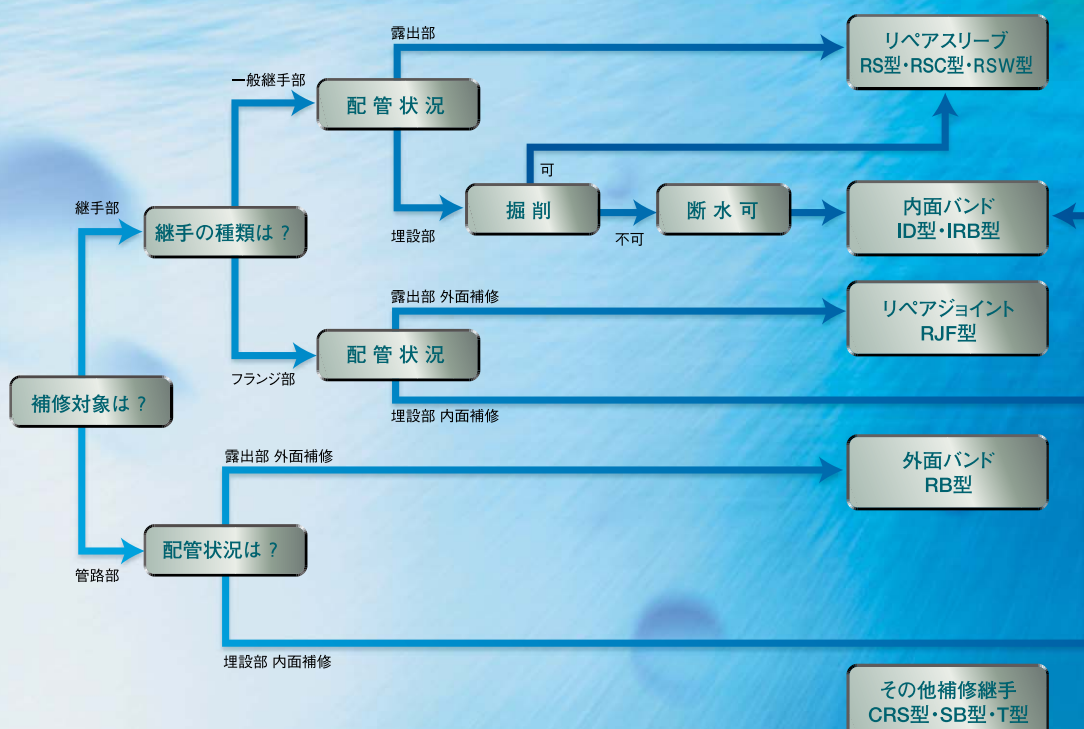 露出部
リペアスリーブ
RS型・RSC型・RSW型
一般継手部
配管状況
可
継手部
掘削
断水可
内面バンド
ID型・IRB型
継手の種類は？
埋設部
不可
露出部 外面補修
リペアジョイント
RJF型
配管状況
フランジ部
補修対象は？
埋設部 内面補修
露出部 外面補修
外面バンド
RB型
配管状況は？
管路部
埋設部 内面補修
その他補修継手
CRS型・SB型・T型